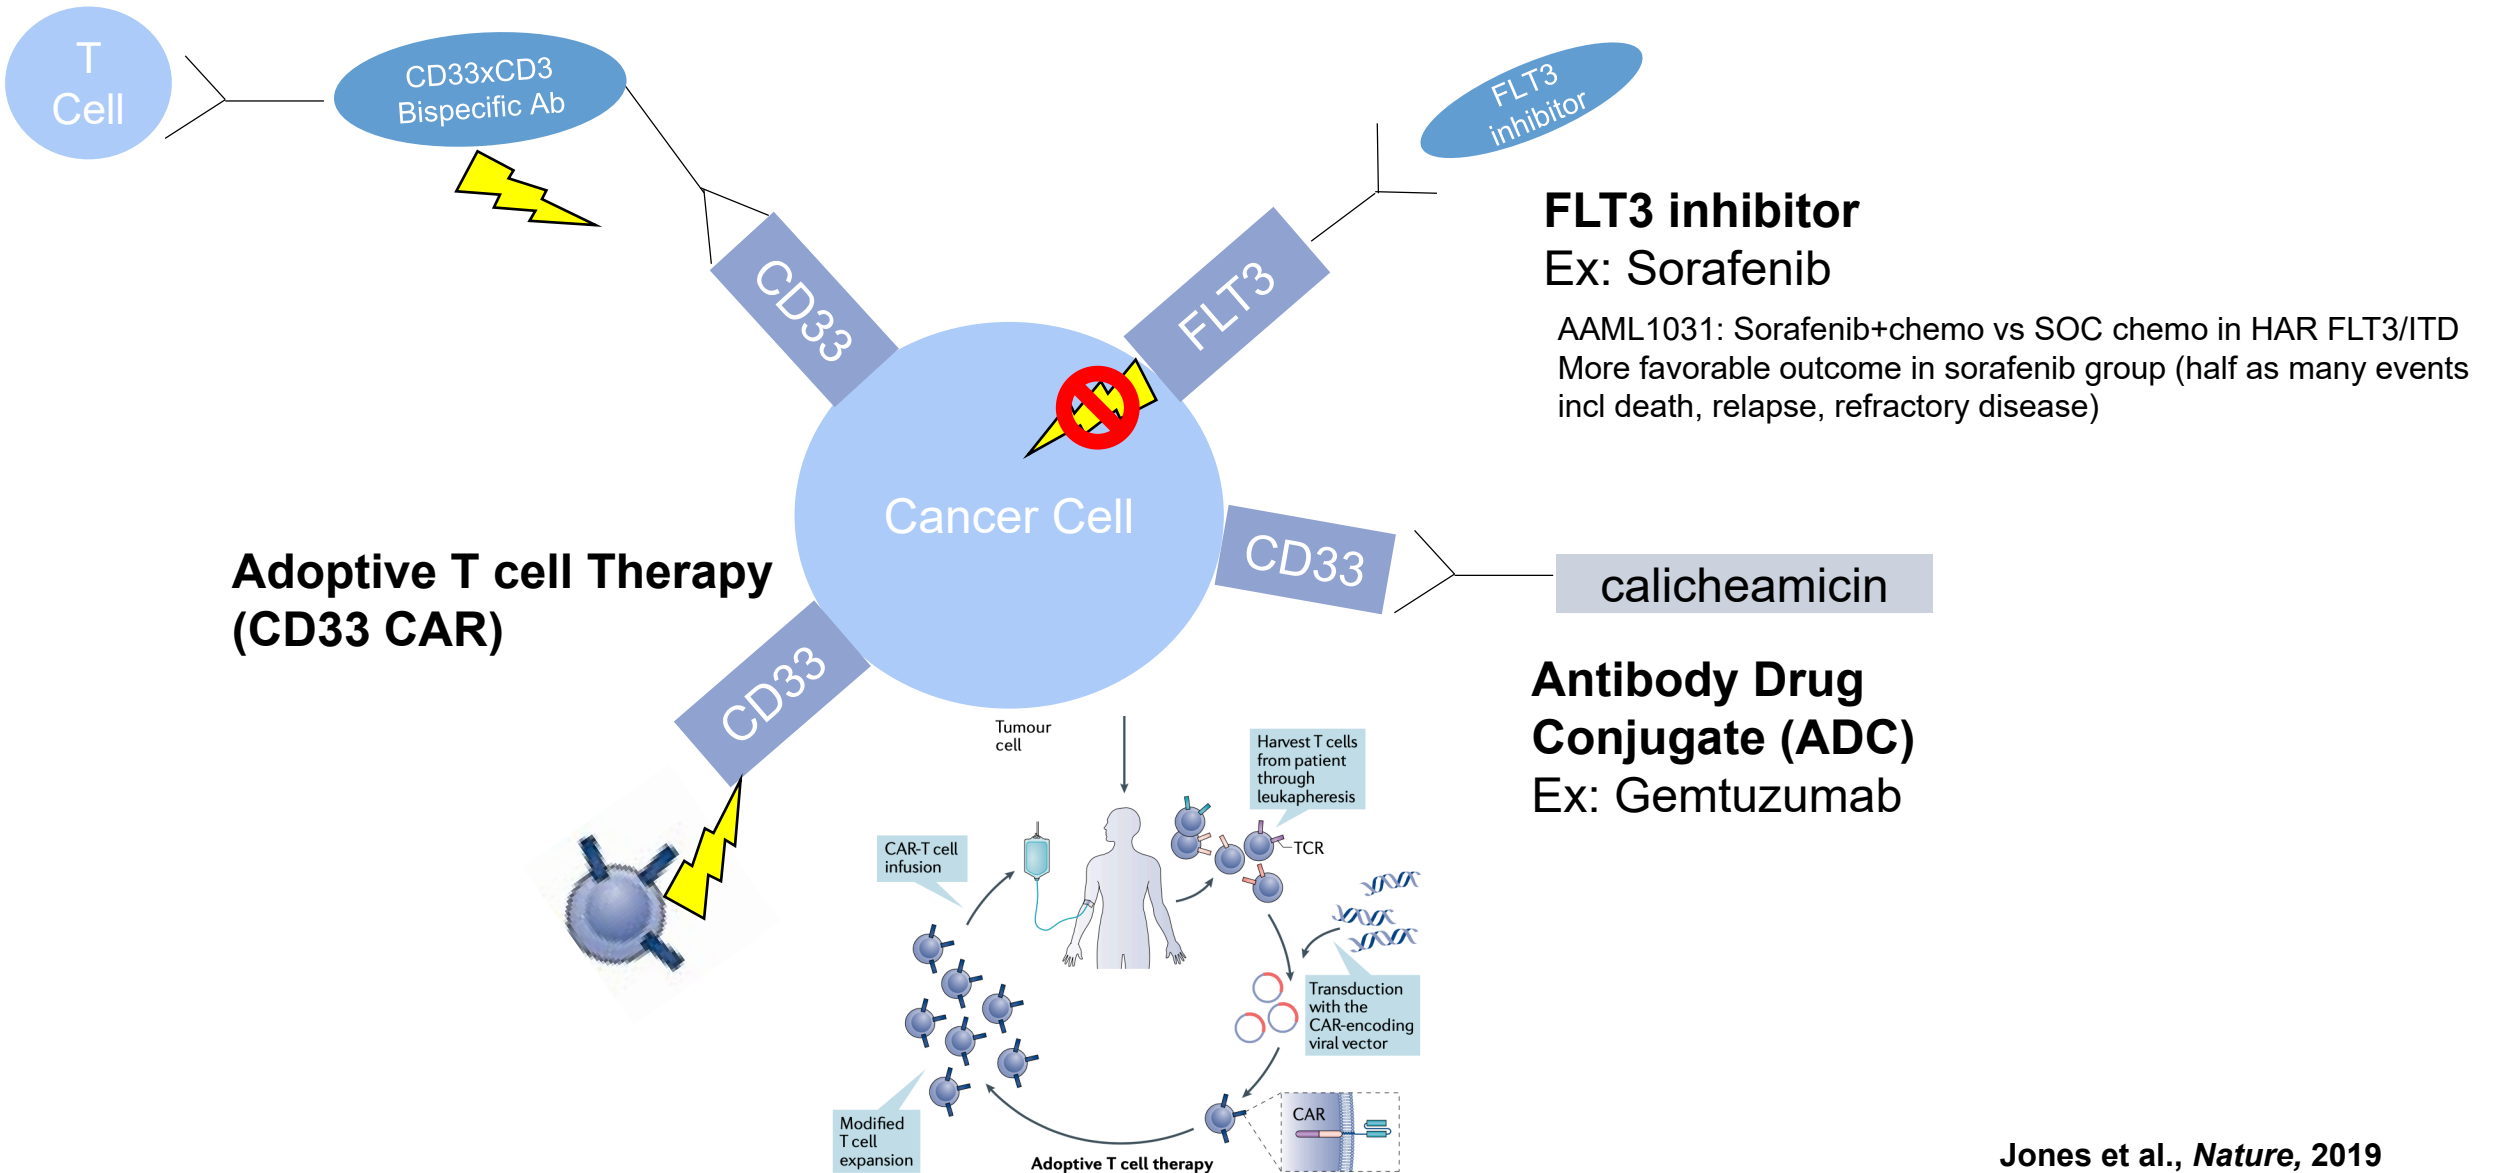 T
Cell
CD33xCD3
Bispecific Ab
FLT3
inhibitor
FLT3 inhibitor
Ex: Sorafenib
AAML1031: Sorafenib+chemo vs SOC chemo in HAR FLT3/ITD
More favorable outcome in sorafenib group (half as many events
incl death, relapse, refractory disease)
CD33
FLT3
Cancer Cell
CD33
calicheamicin
Adoptive T cell Therapy
(CD33 CAR)
CD33
Antibody Drug
Conjugate (ADC)
Ex: Gemtuzumab
Tumour
cell
Harvest T cells
from patient
through
leukapheresis
TCR
CAR-T cell
infusion
Transduction
with the
CAR-encoding
viral vector
CAR
Modified
T cell
expansion
Adoptive T cell therapy
Jones et al., Nature, 2019